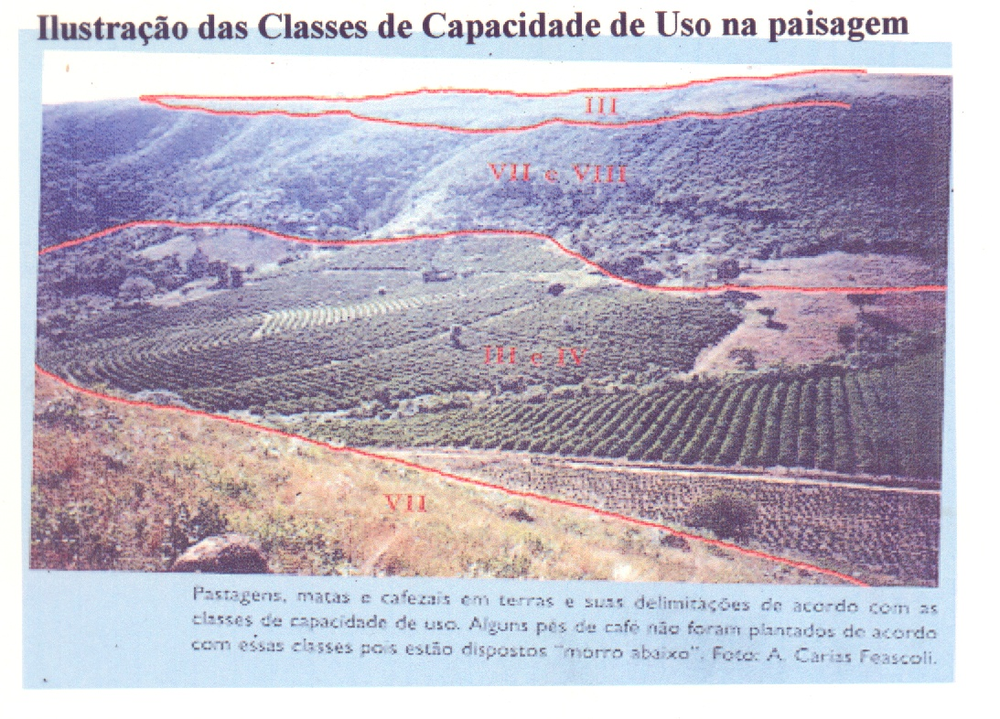 Ilustração das Classes de Capacidade de Uso na paisagem
III
VII e VIII
III e IV
VII
Pastagens, matas e cafezais em terras e suas delimitações de acordo com as
classes de capacidade de uso. Alguns pés de café não foram plantados de acordo
com essas classes pois estão dispostos "morro abaixo". Foto: A. Carias Feascoli.